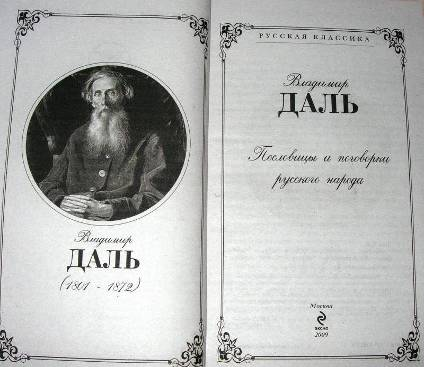 Владимир
ДАЛЬ
(1801 - 1872)
РУССКАЯ КЛАССИКА
Владимир
ДАЛЬ
Пословицы и поговорки
русского народа
Москва
ЭКСМО
2009